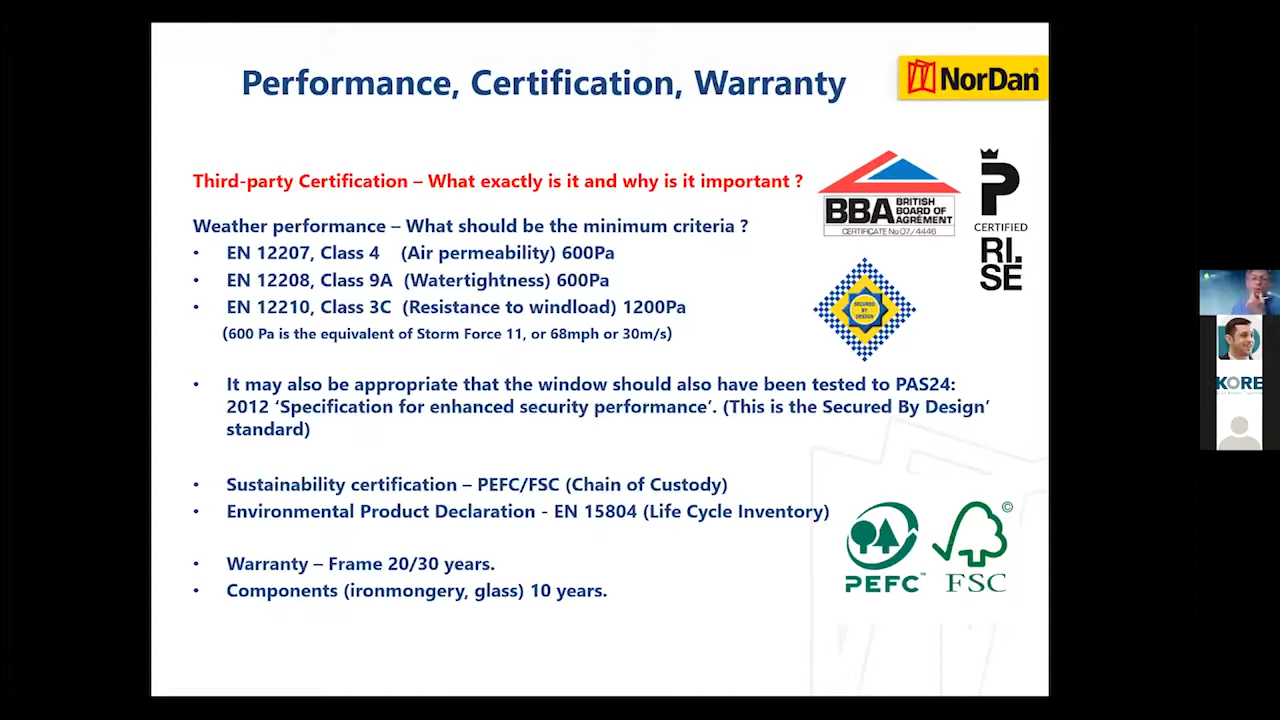 Performance, Certification, Warranty
NorDan
Third-party Certification – What exactly is it and why is it important ?
BBA
BRITISH
BOARD OF
AGRÉMENT
CERTIFICATE No 07/4446
P
CERTIFIED
RI.
SE
Weather performance – What should be the minimum criteria ?
• EN 12207, Class 4 (Air permeability) 600Pa
• EN 12208, Class 9A (Watertightness) 600Pa
• EN 12210, Class 3C (Resistance to windload) 1200Pa
(600 Pa is the equivalent of Storm Force 11, or 68mph or 30m/s)
SECURED
BY
DESIGN
• It may also be appropriate that the window should also have been tested to PAS24:
2012 ‘Specification for enhanced security performance’. (This is the Secured By Design’
standard)
KORE
• Sustainability certification – PEFC/FSC (Chain of Custody)
• Environmental Product Declaration - EN 15804 (Life Cycle Inventory)
• Warranty – Frame 20/30 years.
• Components (ironmongery, glass) 10 years.
PEFC™
©
FSC